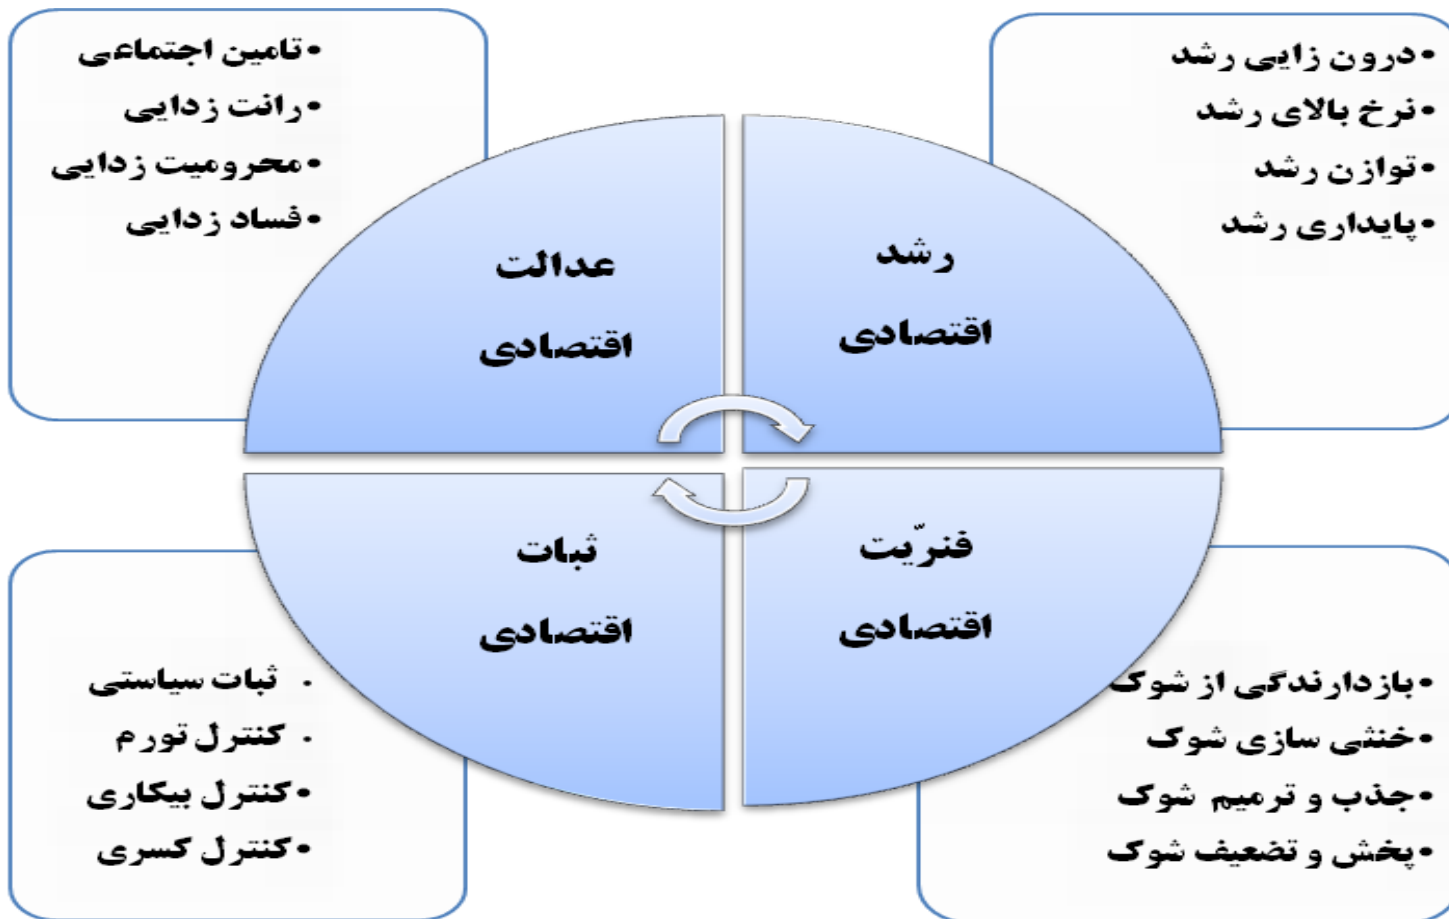 •درون زایی رشد
•نرخ بالای رشد
•توازن رشد
•پایداری رشد
•تامین اجتماعی
•رانت زدایی
•محرومیت زدایی
•فساد زدایی
رشد
اقتصادی
عدالت
اقتصادی
فنریّت
اقتصادی
ثبات
اقتصادی
•بازدارندگی از شوک
•خنثی سازی شوک
•جذب و ترمیم شوک
•پخش و تضعیف شوک
. ثبات سیاستی
. کنترل تورم
•کنترل بیکاری
•کنترل کسری